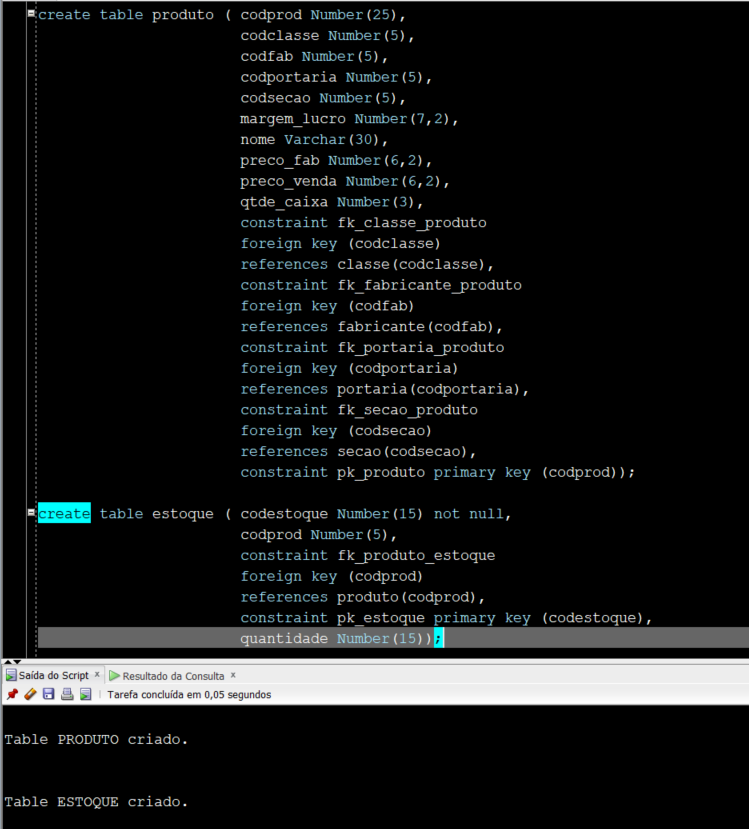 create table produto ( codprod Number(25),
codclasse Number(5),
codfab Number(5),
codportaria Number(5),
codsecao Number(5),
margem_lucro Number(7,2),
nome Varchar(30),
preco_fab Number(6,2),
preco_venda Number(6,2),
qtde_caixa Number(3),
constraint fk_classe_produto
foreign key (codclasse)
references classe(codclasse),
constraint fk_fabricante_produto
foreign key (codfab)
references fabricante(codfab),
constraint fk_portaria_produto
foreign key (codportaria)
references portaria(codportaria),
constraint fk_secao_produto
foreign key (codsecao)
references secao(codsecao),
constraint pk_produto primary key (codprod));
create table estoque ( codestoque Number(15) not null,
codprod Number(5),
constraint fk_produto_estoque
foreign key (codprod)
references produto(codprod),
constraint pk_estoque primary key (codestoque),
quantidade Number(15));
Saída do Script x Resultado da Consulta x
Tarefa concluída em 0,05 segundos
Table PRODUTO criado.
Table ESTOQUE criado.